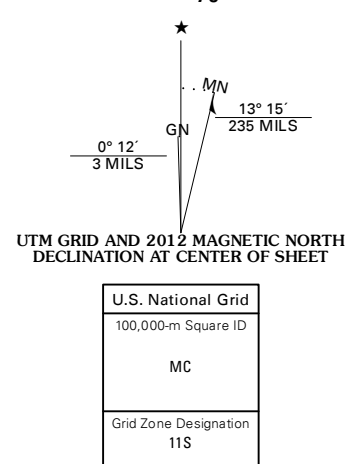 MN
GN
13° 15´
235 MILS
0° 12´
3 MILS
UTM GRID AND 2012 MAGNETIC NORTH
DECLINATION AT CENTER OF SHEET
U.S. National Grid
100,000-m Square ID
MC
Grid Zone Designation
11S